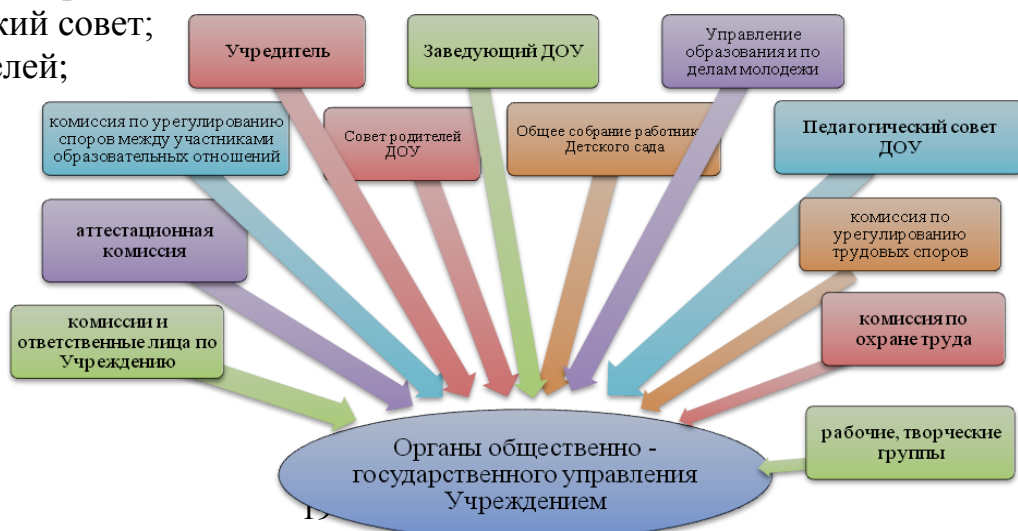 кий совет;
елей;
Учредитель
Заведующий ДОУ
Управление
образования и по
делам молодежи
комиссия по урегулированию
споров между участниками
образовательных отношений
Совет родителей
ДОУ
Общее собрание работник
Детского сада
Педагогический совет
ДОУ
аттестационная
комиссия
комиссия по
урегулированию
трудовых споров
комиссии и
ответственные лица по
Учреждению
комиссия по
охране труда
рабочие, творческие
группы
Органы общественно -
государственного управления
Учреждением